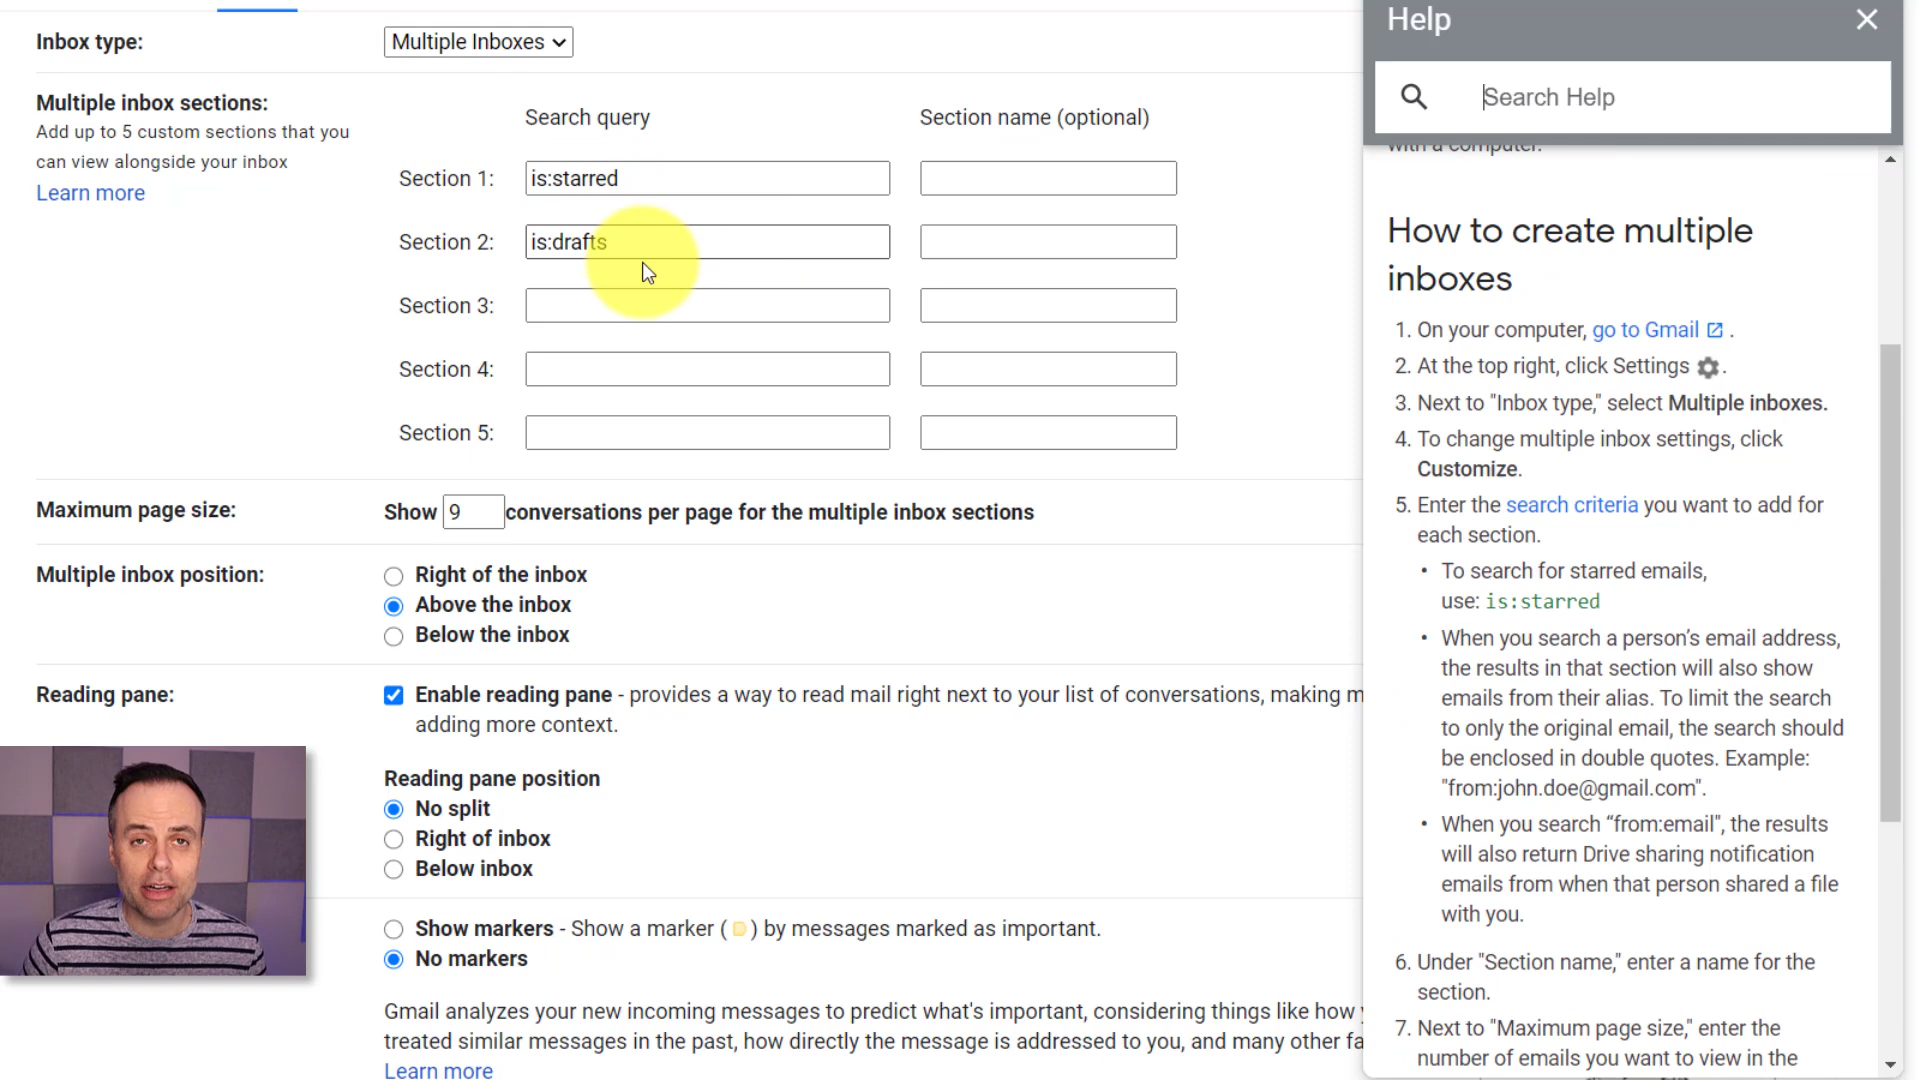 Inbox type:
Multiple Inboxes
Multiple inbox sections:
Add up to 5 custom sections that you
can view alongside your inbox
Learn more
Search query
Section name (optional)
Section 1:
is:starred
Section 2:
is:drafts
Section 3:
Section 4:
Section 5:
Maximum page size:
Show 9 conversations per page for the multiple inbox sections
Multiple inbox position:
Right of the inbox
Above the inbox
Below the inbox
Reading pane:
Enable reading pane - provides a way to read mail right next to your list of conversations, making m
adding more context.
Reading pane position
No split
Right of inbox
Below inbox
Show markers - Show a marker ( ) by messages marked as important.
No markers
Gmail analyzes your new incoming messages to predict what's important, considering things like how
treated similar messages in the past, how directly the message is addressed to you, and many other fa
Learn more
Help
Search Help
with a computer.
How to create multiple
inboxes
1. On your computer, go to Gmail .
2. At the top right, click Settings .
3. Next to "Inbox type," select Multiple inboxes.
4. To change multiple inbox settings, click
Customize.
5. Enter the search criteria you want to add for
each section.
• To search for starred emails,
use: is:starred
• When you search a person’s email address,
the results in that section will also show
emails from their alias. To limit the search
to only the original email, the search should
be enclosed in double quotes. Example:
"from:john.doe@gmail.com".
• When you search “from:email", the results
will also return Drive sharing notification
emails from when that person shared a file
with you.
6. Under "Section name," enter a name for the
section.
7. Next to "Maximum page size," enter the
number of emails you want to view in the